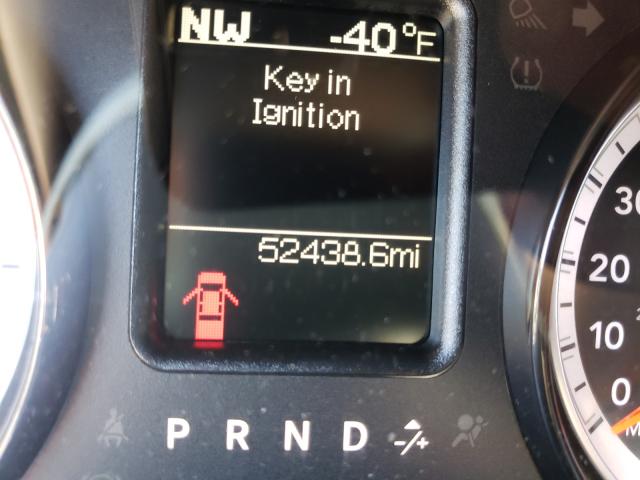 NW -40°F
Key in
Ignition
52438.6mi
P R N D -/+
30
20
10
0
M